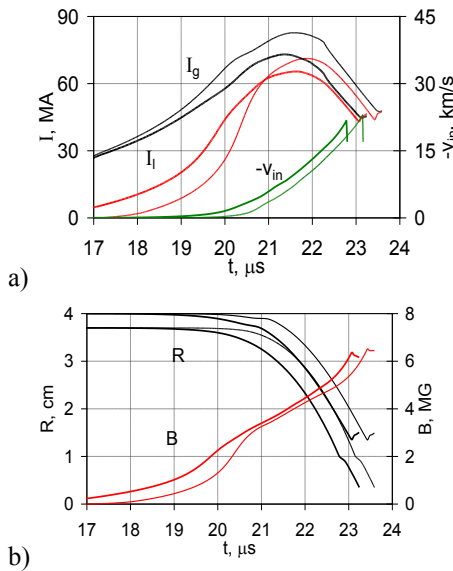 90
60
30
0
I, MA
I_g
I_l
-v_in
45
30
15
0
-v_in, km/s
17 18 19 20 21 22 23 24
t, μs
a)
4
3
2
1
0
R, cm
R
B
8
6
4
2
0
B, MG
17 18 19 20 21 22 23 24
t, μs
b)